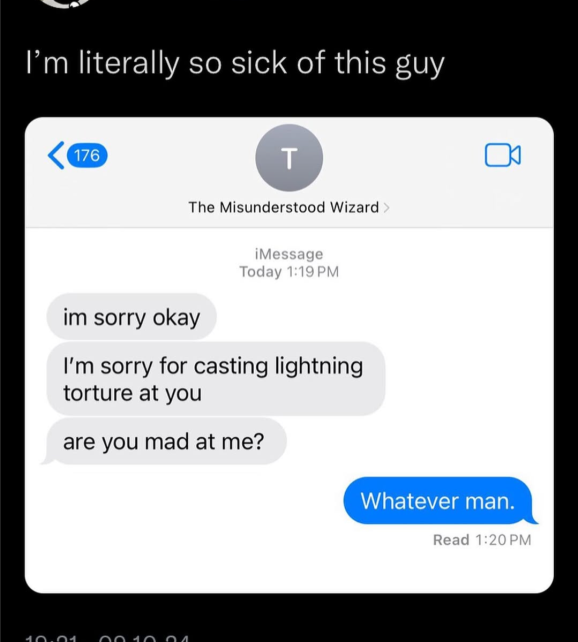 I’m literally so sick of this guy
176
T
The Misunderstood Wizard
iMessage
Today 1:19 PM
im sorry okay
I’m sorry for casting lightning
torture at you
are you mad at me?
Whatever man.
Read 1:20 PM